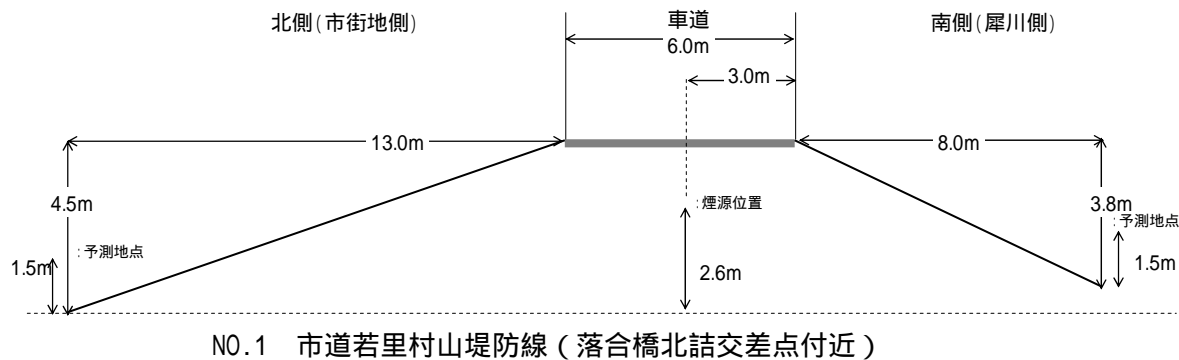 北側(市街地側)
車道
南側(犀川側)
6.0m
3.0m
13.0m
8.0m
4.5m
:煙源位置
3.8m
:予測地点
:予測地点
1.5m
2.6m
1.5m
NO.1 市道若里村山堤防線(落合橋北詰交差点付近)